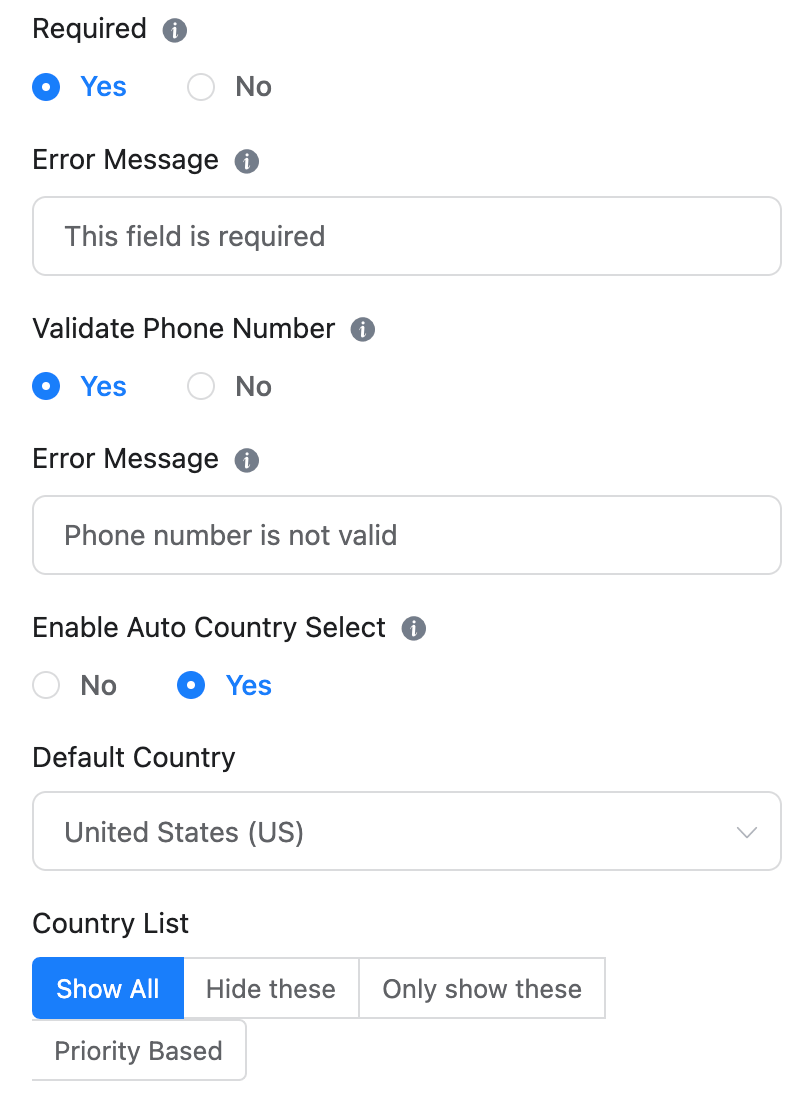 Required
Yes No
Error Message
This field is required
Validate Phone Number
Yes No
Error Message
Phone number is not valid
Enable Auto Country Select
No Yes
Default Country
United States (US)
Country List
Show All Hide these Only show these
Priority Based